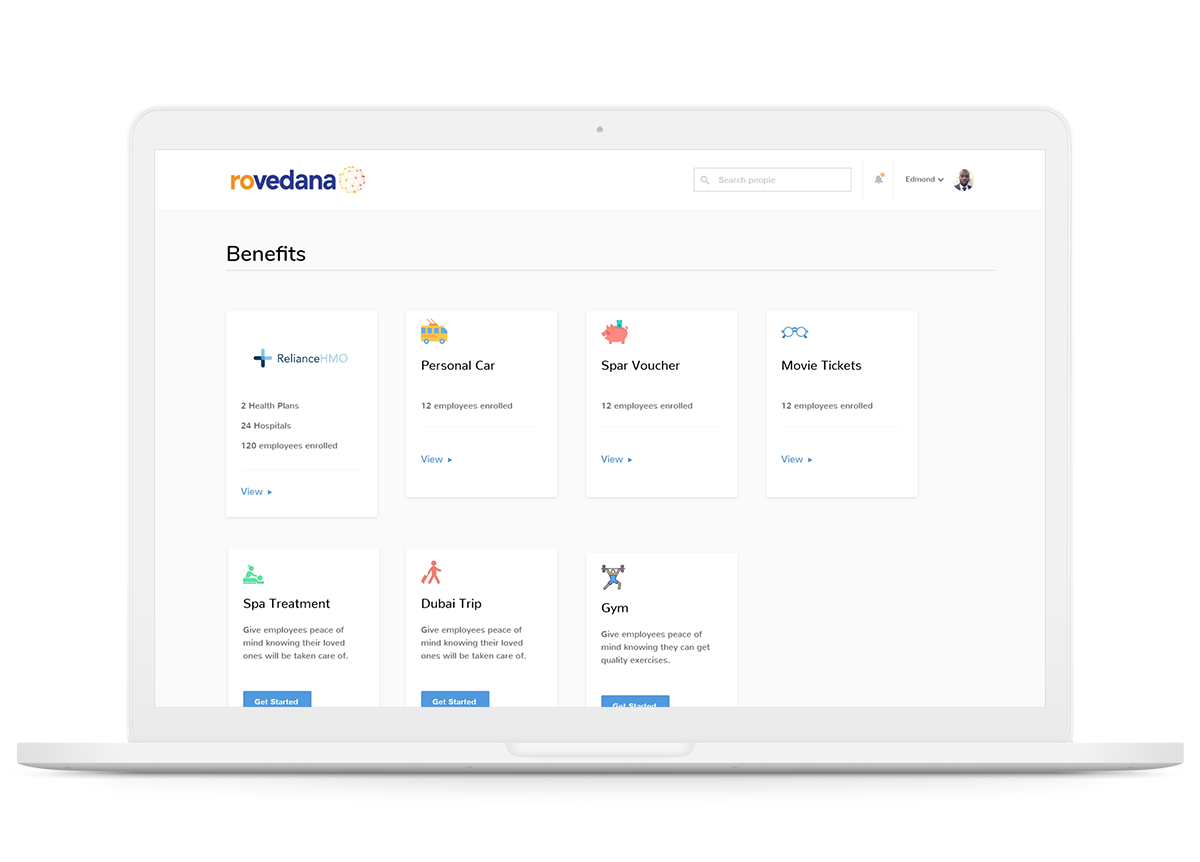 rovedana
Search people
Edmond
Benefits
RelianceHMO
2 Health Plans
24 Hospitals
120 employees enrolled
View
Personal Car
12 employees enrolled
View
Spar Voucher
12 employees enrolled
View
Movie Tickets
12 employees enrolled
View
Spa Treatment
Give employees peace of
mind knowing their loved
ones will be taken care of.
Get Started
Dubai Trip
Give employees peace of
mind knowing their loved
ones will be taken care of.
Get Started
Gym
Give employees peace of
mind knowing they can get
quality exercises.
Get Started